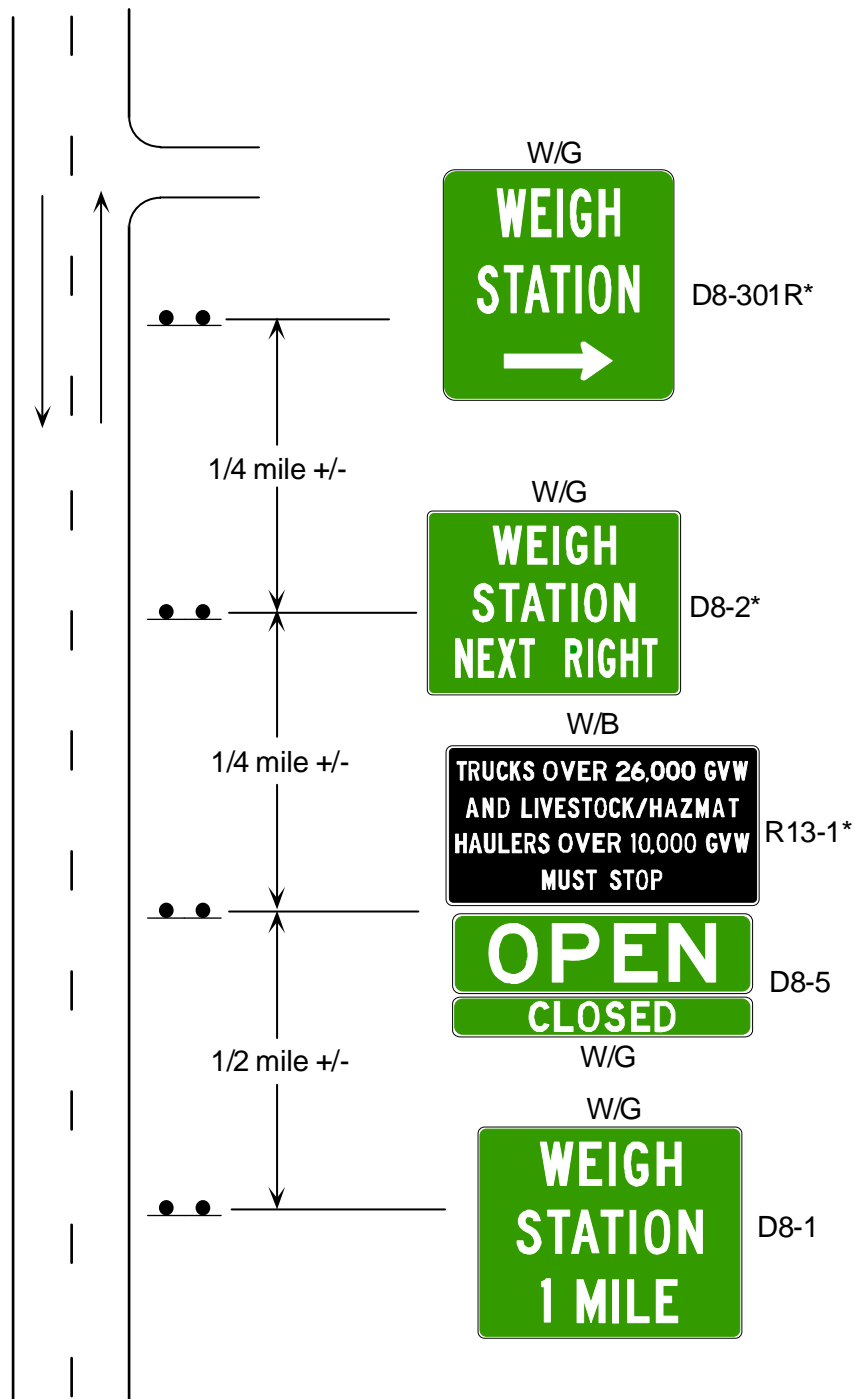 W/G
WEIGH
STATION
D8-301R*
1/4 mile +/-
W/G
WEIGH
STATION
NEXT RIGHT
D8-2*
1/4 mile +/-
W/B
TRUCKS OVER 26,000 GVW
AND LIVESTOCK/HAZMAT
HAULERS OVER 10,000 GVW
MUST STOP
R13-1*
OPEN
CLOSED
D8-5
W/G
1/2 mile +/-
W/G
WEIGH
STATION
1 MILE
D8-1